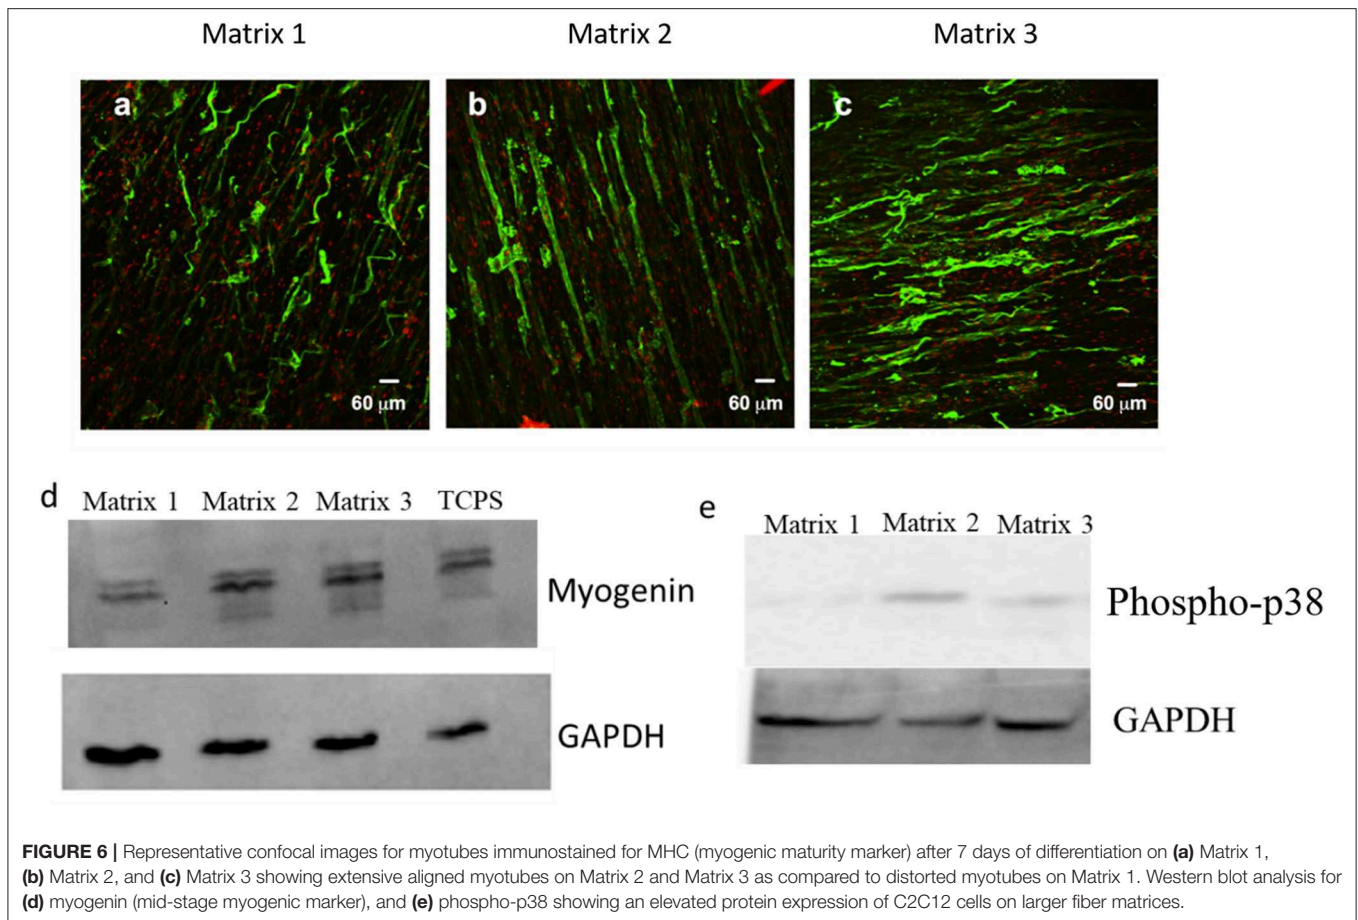 Matrix 1 Matrix 2 Matrix 3
a b c
60 μm 60 μm 60 μm
d Matrix 1 Matrix 2 Matrix 3 TCPS
Myogenin
GAPDH
e Matrix 1 Matrix 2 Matrix 3
Phospho-p38
GAPDH
FIGURE 6 | Representative confocal images for myotubes immunostained for MHC (myogenic maturity marker) after 7 days of differentiation on (a) Matrix 1,
(b) Matrix 2, and (c) Matrix 3 showing extensive aligned myotubes on Matrix 2 and Matrix 3 as compared to distorted myotubes on Matrix 1. Western blot analysis for
(d) myogenin (mid-stage myogenic marker), and (e) phospho-p38 showing an elevated protein expression of C2C12 cells on larger fiber matrices.